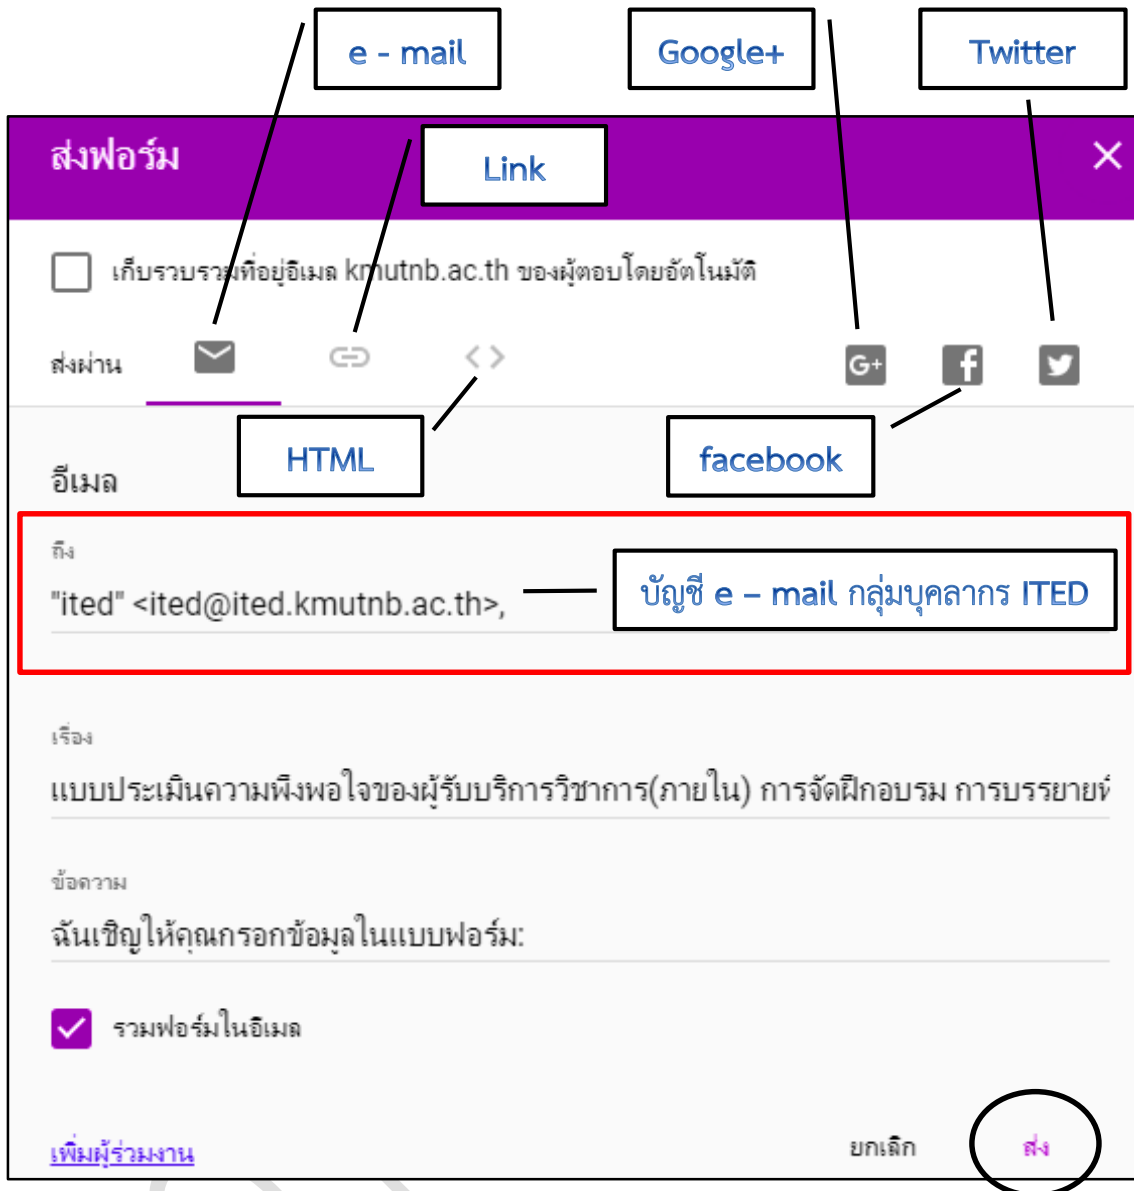 e - mail
Google+
Twitter
ส่งฟอร์ม
Link
เก็บรวบรวมที่อยู่อีเมล kmutnb.ac.th ของผู้ตอบโดยอัตโนมัติ
ส่งผ่าน
G+
HTML
facebook
อีเมล
ถึง
"ited" <ited@ited.kmutnb.ac.th>,
บัญชี e – mail กลุ่มบุคลากร ITED
เรื่อง
แบบประเมินความพึงพอใจของผู้รับบริการวิชาการ(ภายใน) การจัดฝึกอบรม การบรรยายพิ
ข้อความ
ฉันเชิญให้คุณกรอกข้อมูลในแบบฟอร์ม:
รวมฟอร์มในอีเมล
เพิ่มผู้ร่วมงาน
ยกเลิก
ส่ง